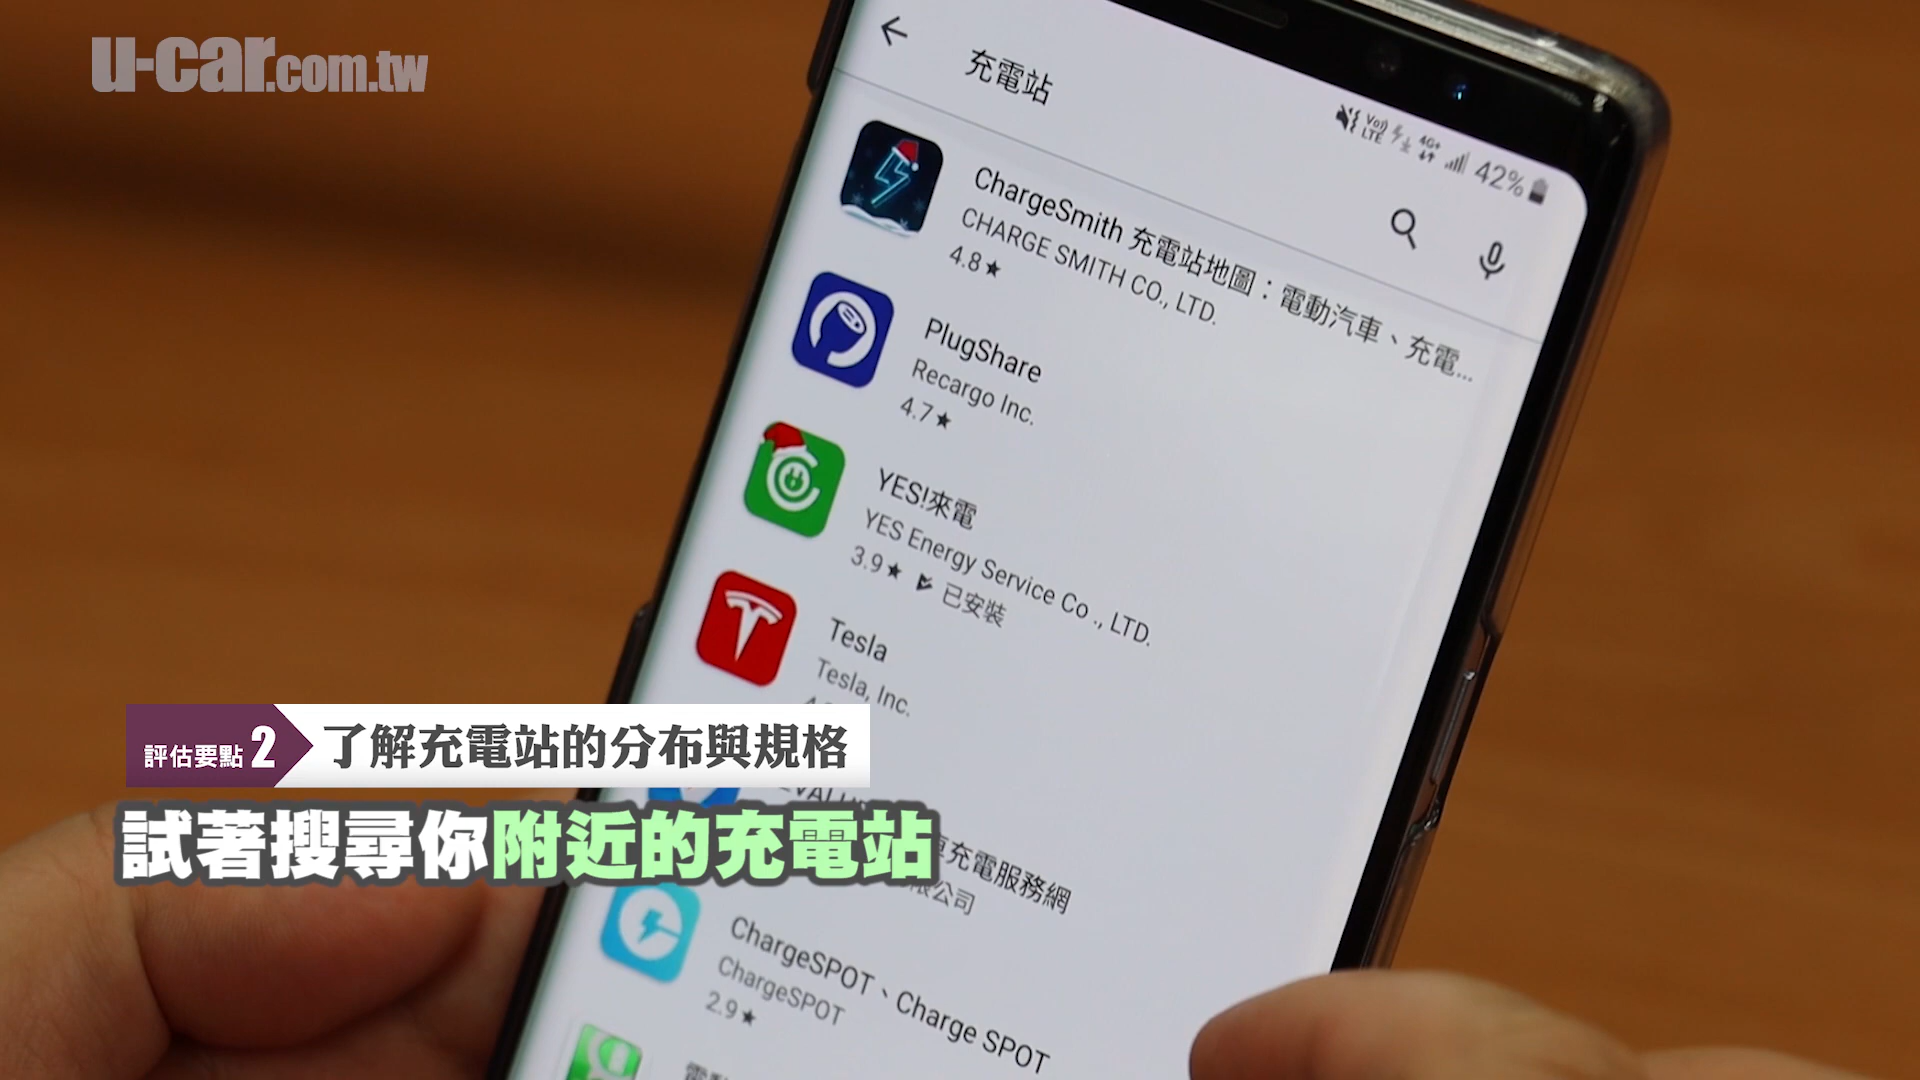 u-car.com.tw
充電站
VoJ) LTE 4G+ 42%
ChargeSmith 充電站地圖：電動汽車、充電...
CHARGE SMITH CO., LTD.
4.8★
PlugShare
Recargo Inc.
4.7★
YES!來電
YES Energy Service Co ., LTD.
3.9★ 已安裝
Tesla
Tesla, Inc.
評估要點2 了解充電站的分布與規格
試著搜尋你附近的充電站
充電服務網
限公司
ChargeSPOT、Charge SPOT
ChargeSPOT
2.9★